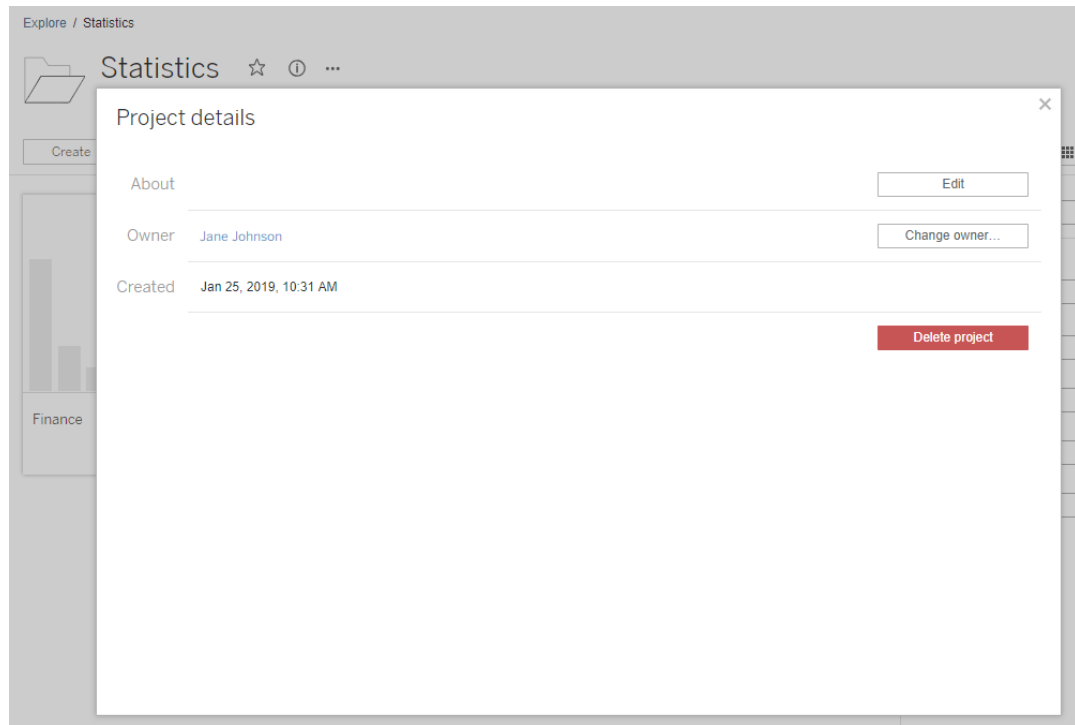 Explore / Statistics
Statistics
Project details
Create
About
Edit
Owner Jane Johnson
Change owner...
Created Jan 25, 2019, 10:31 AM
Delete project
Finance